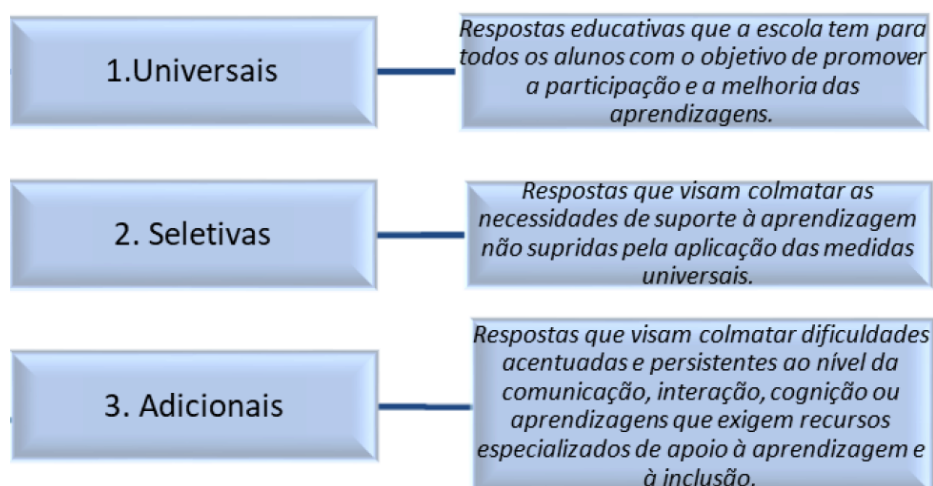 1.Universais
Respostas educativas que a escola tem para
todos os alunos com o objetivo de promover
a participação e a melhoria das
aprendizagens.
2. Seletivas
Respostas que visam colmatar as
necessidades de suporte à aprendizagem
não supridas pela aplicação das medidas
universais.
3. Adicionais
Respostas que visam colmatar dificuldades
acentuadas e persistentes ao nível da
comunicação, interação, cognição ou
aprendizagens que exigem recursos
especializados de apoio à aprendizagem e
à inclusão.